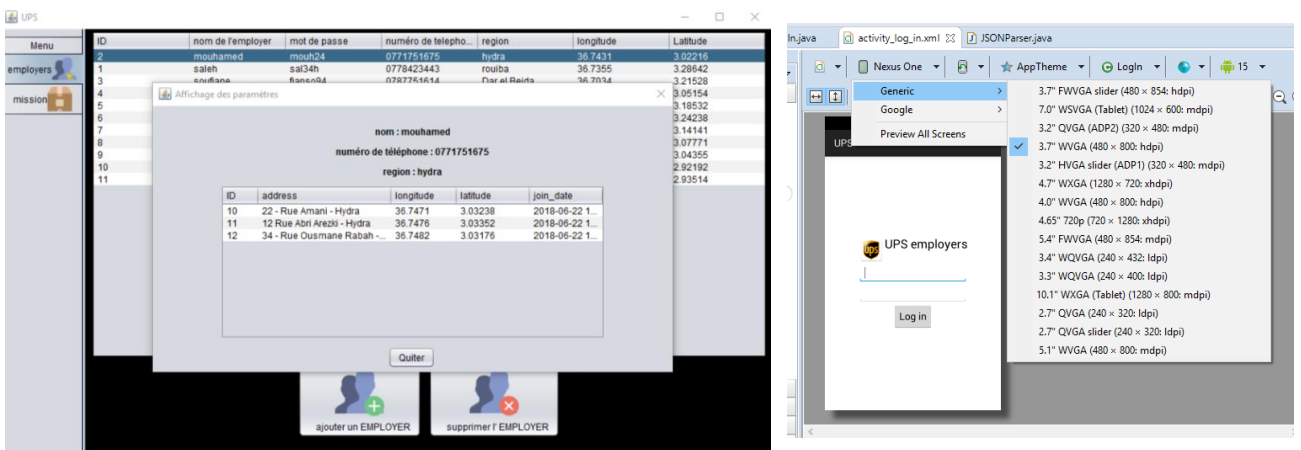 UPS
Menu
employers
mission
ID nom de l'employer mot de passe numéro de telepho... region longitude Latitude
2 mouhamed mouh24 0771751675 hydra 36.7431 3.02216
1 saleh sal34h 0778423443 rouiba 36.7355 3.28642
3 soufiane fianso94 0787751614 Dar el Beida 36.7034 3.21528
4 3.05154
5 3.18532
6 3.24238
7 3.14141
8 3.07771
9 3.04355
10 2.92192
11 2.93514
Affichage des paramètres
nom : mouhamed
numéro de téléphone : 0771751675
region : hydra
ID address longitude latitude join_date
10 22 - Rue Amani - Hydra 36.7471 3.03238 2018-06-22 1...
11 12 Rue Abri Arezki - Hydra 36.7476 3.03352 2018-06-22 1...
12 34 - Rue Ousmane Rabah -... 36.7482 3.03176 2018-06-22 1...
Quiter
ajouter un EMPLOYER
supprimer l' EMPLOYER
In.java activity_log_in.xml JSONParser.java
Nexus One AppTheme LogIn 15
Generic
Google
Preview All Screens
3.7" FWVGA slider (480 × 854: hdpi)
7.0" WSVGA (Tablet) (1024 × 600: mdpi)
3.2" QVGA (ADP2) (320 × 480: mdpi)
3.7" WVGA (480 × 800: hdpi)
3.2" HVGA slider (ADP1) (320 × 480: mdpi)
4.7" WXGA (1280 × 720: xhdpi)
4.0" WVGA (480 × 800: hdpi)
4.65" 720p (720 × 1280: xhdpi)
5.4" FWVGA (480 × 854: mdpi)
3.4" WQVGA (240 × 432: ldpi)
3.3" WQVGA (240 × 400: ldpi)
10.1" WXGA (Tablet) (1280 × 800: mdpi)
2.7" QVGA (240 × 320: ldpi)
2.7" QVGA slider (240 × 320: ldpi)
5.1" WVGA (480 × 800: mdpi)
UPS
ups UPS employers
Log in